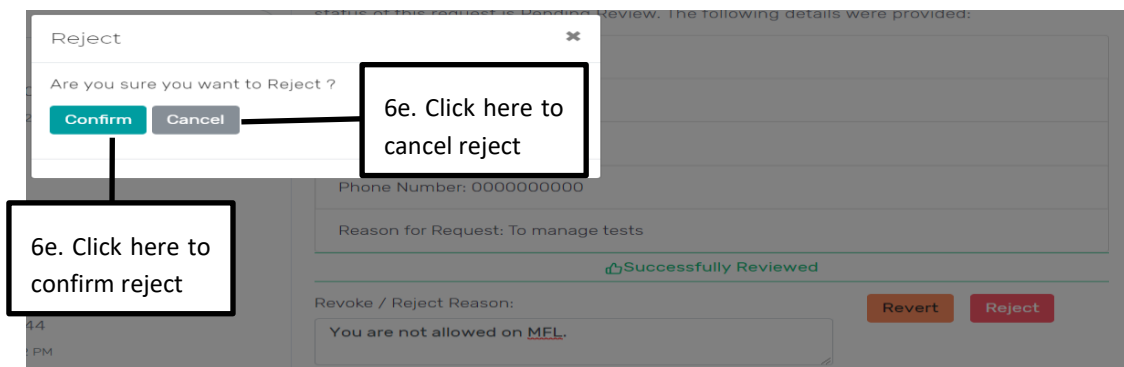 status of this request is Pending Review. The following details were provided:
Reject ✖
Are you sure you want to Reject ?
Confirm Cancel
6e. Click here to
cancel reject
Phone Number: 0000000000
Reason for Request: To manage tests
6e. Click here to
confirm reject
Successfully Reviewed
Revoke / Reject Reason:
Revert Reject
You are not allowed on MFL.
44
PM